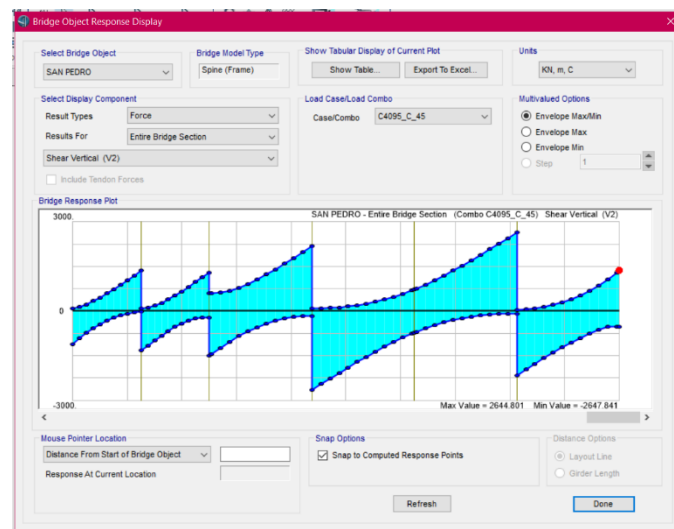 Bridge Object Response Display
Select Bridge Object
SAN PEDRO
Bridge Model Type
Spine (Frame)
Show Tabular Display of Current Plot
Show Table...
Export To Excel...
Units
KN, m, C
Select Display Component
Result Types
Force
Results For
Entire Bridge Section
Shear Vertical (V2)
Include Tendon Forces
Load Case/Load Combo
Case/Combo
C4095_C_45
Multivalued Options
Envelope Max/Min
Envelope Max
Envelope Min
Step
1
Bridge Response Plot
SAN PEDRO - Entire Bridge Section (Combo C4095_C_45) Shear Vertical (V2)
3000.
0
-3000.
Max Value = 2644.801 Min Value = -2647.841
Mouse Pointer Location
Distance From Start of Bridge Object
Response At Current Location
Snap Options
Snap to Computed Response Points
Distance Options
Layout Line
Girder Length
Refresh
Done